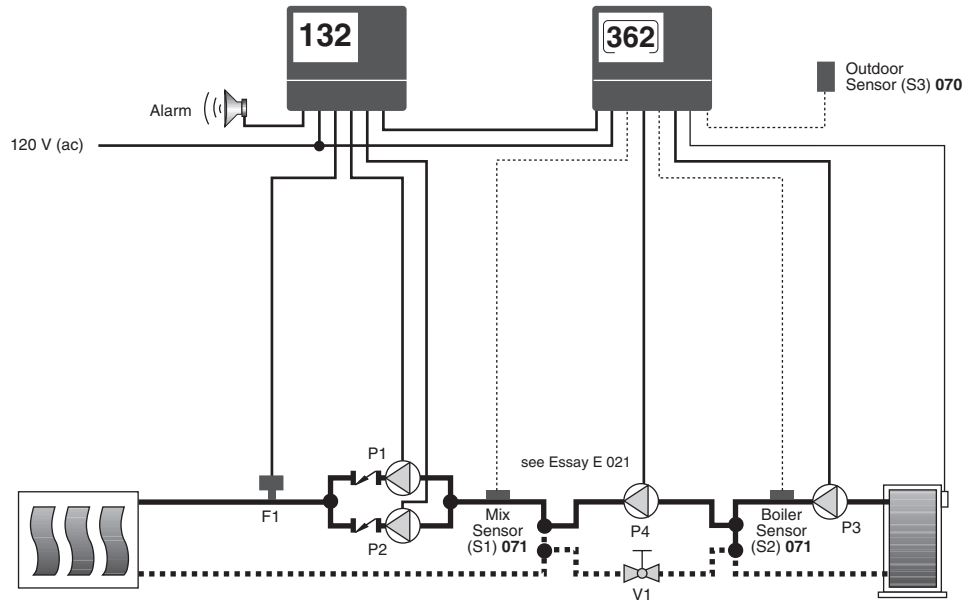 132
362
Outdoor
Sensor (S3) 070
Alarm
120 V (ac)
P1
see Essay E 021
F1
P2
Mix
Sensor
(S1) 071
P4
Boiler
Sensor
(S2) 071
P3
V1